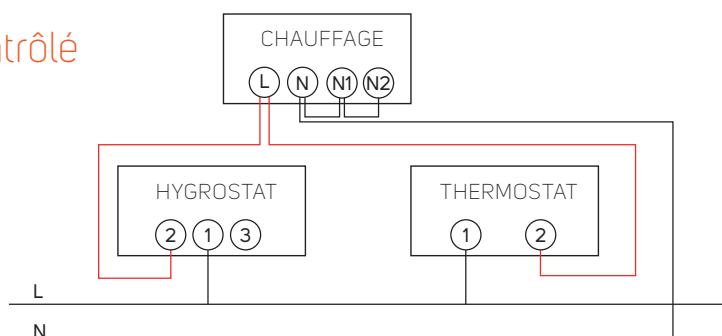 ntrôlé
CHAUFFAGE
L N N1 N2
HYGROSTAT
2 1 3
THERMOSTAT
1 2
L
N